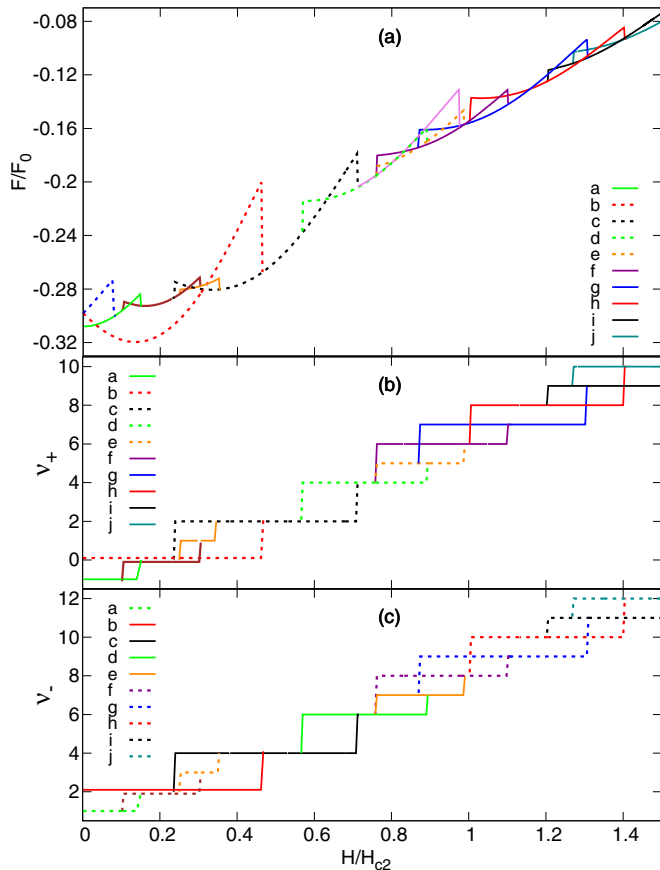 (a)
F/F0
-0.08
-0.12
-0.16
-0.2
-0.24
-0.28
-0.32
a
b
c
d
e
f
g
h
i
j
(b)
ν+
10
8
6
4
2
0
a
b
c
d
e
f
g
h
i
j
(c)
ν-
12
10
8
6
4
2
a
b
c
d
e
f
g
h
i
j
0 0.2 0.4 0.6 0.8 1 1.2 1.4
H/Hc2